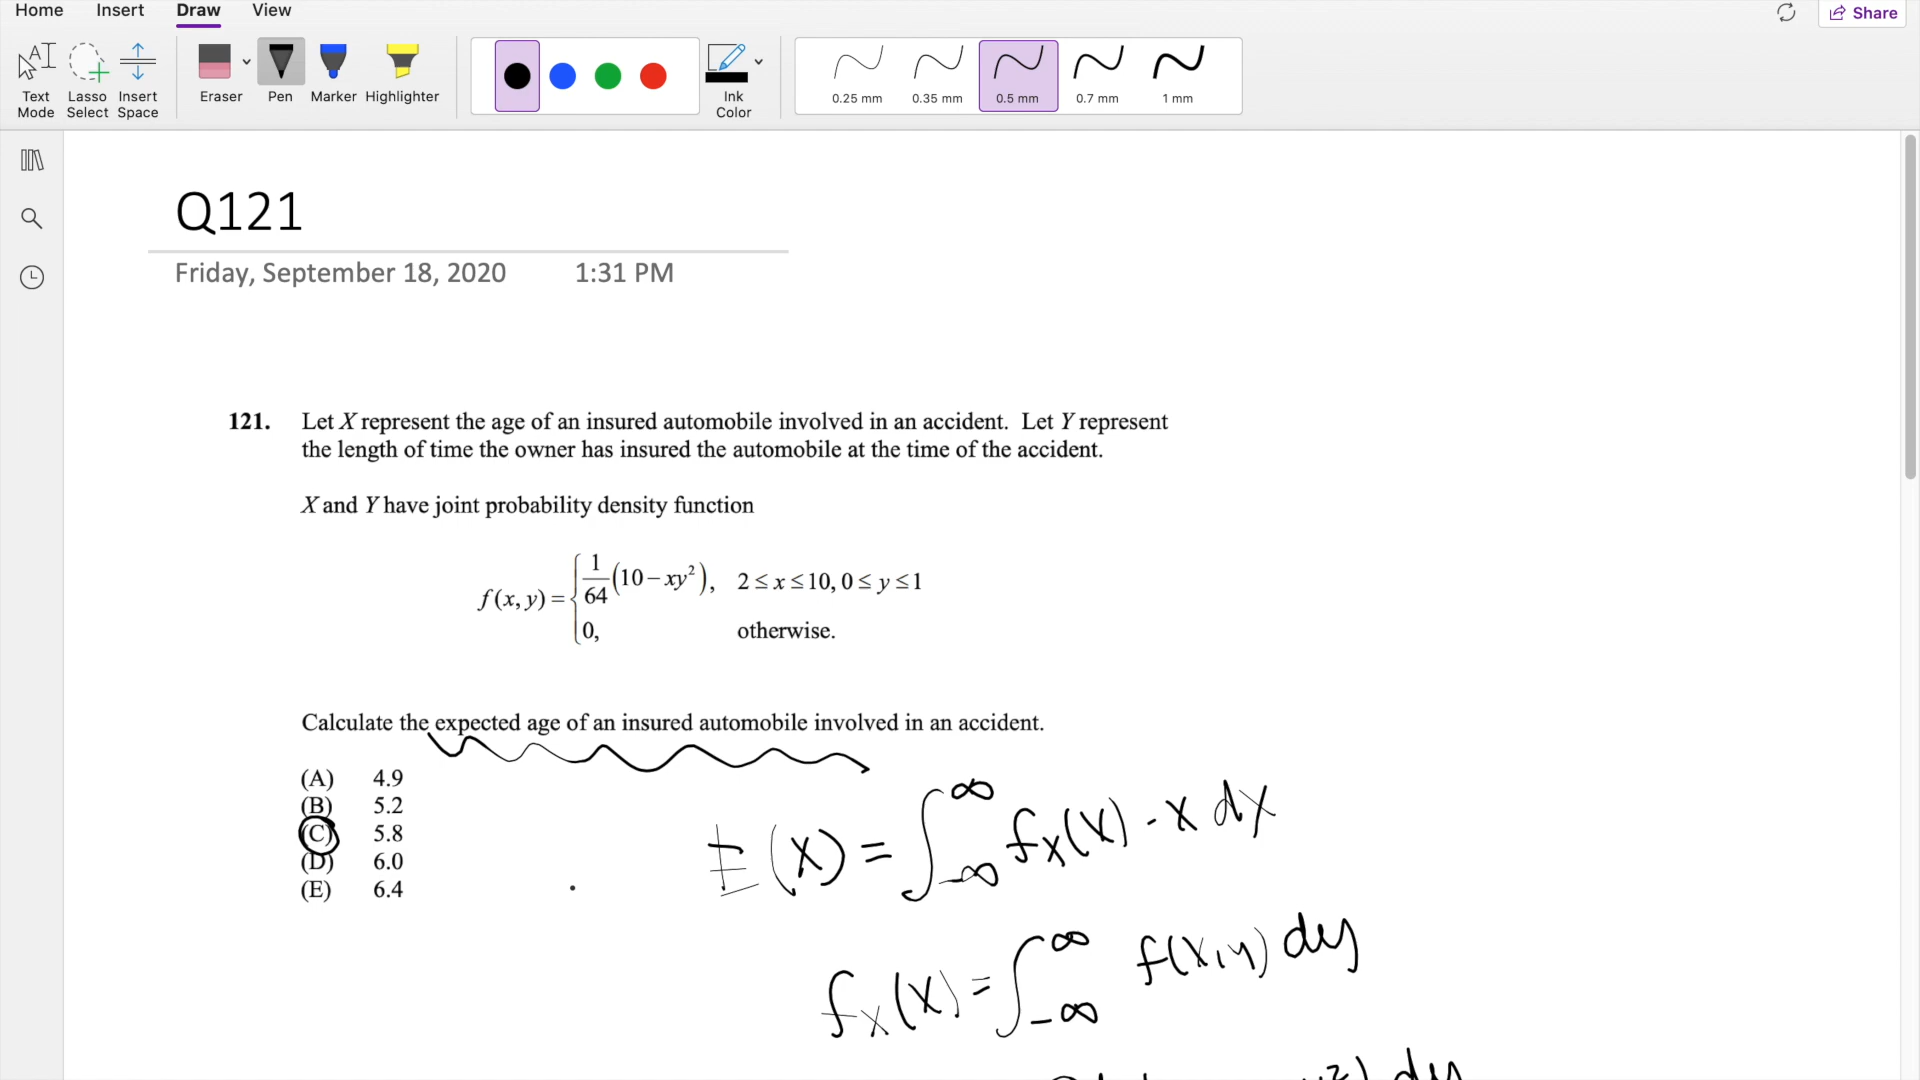 Home Insert Draw View Share
Text Mode Lasso Select Insert Space Eraser Pen Marker Highlighter Ink Color 0.25 mm 0.35 mm 0.5 mm 0.7 mm 1 mm
Q121
Friday, September 18, 2020 1:31 PM
121. Let X represent the age of an insured automobile involved in an accident. Let Y represent
the length of time the owner has insured the automobile at the time of the accident.
X and Y have joint probability density function
f(x, y) = { 1/64 (10 − xy²), 2 ≤ x ≤ 10, 0 ≤ y ≤ 1
0, otherwise.
Calculate the expected age of an insured automobile involved in an accident.
(A) 4.9
(B) 5.2
(C) 5.8
(D) 6.0
(E) 6.4
E(X) = ∫_{-∞}^{∞} f_X(X) · X dX
f_X(X) = ∫_{-∞}^{∞} f(X,Y) dy
dy